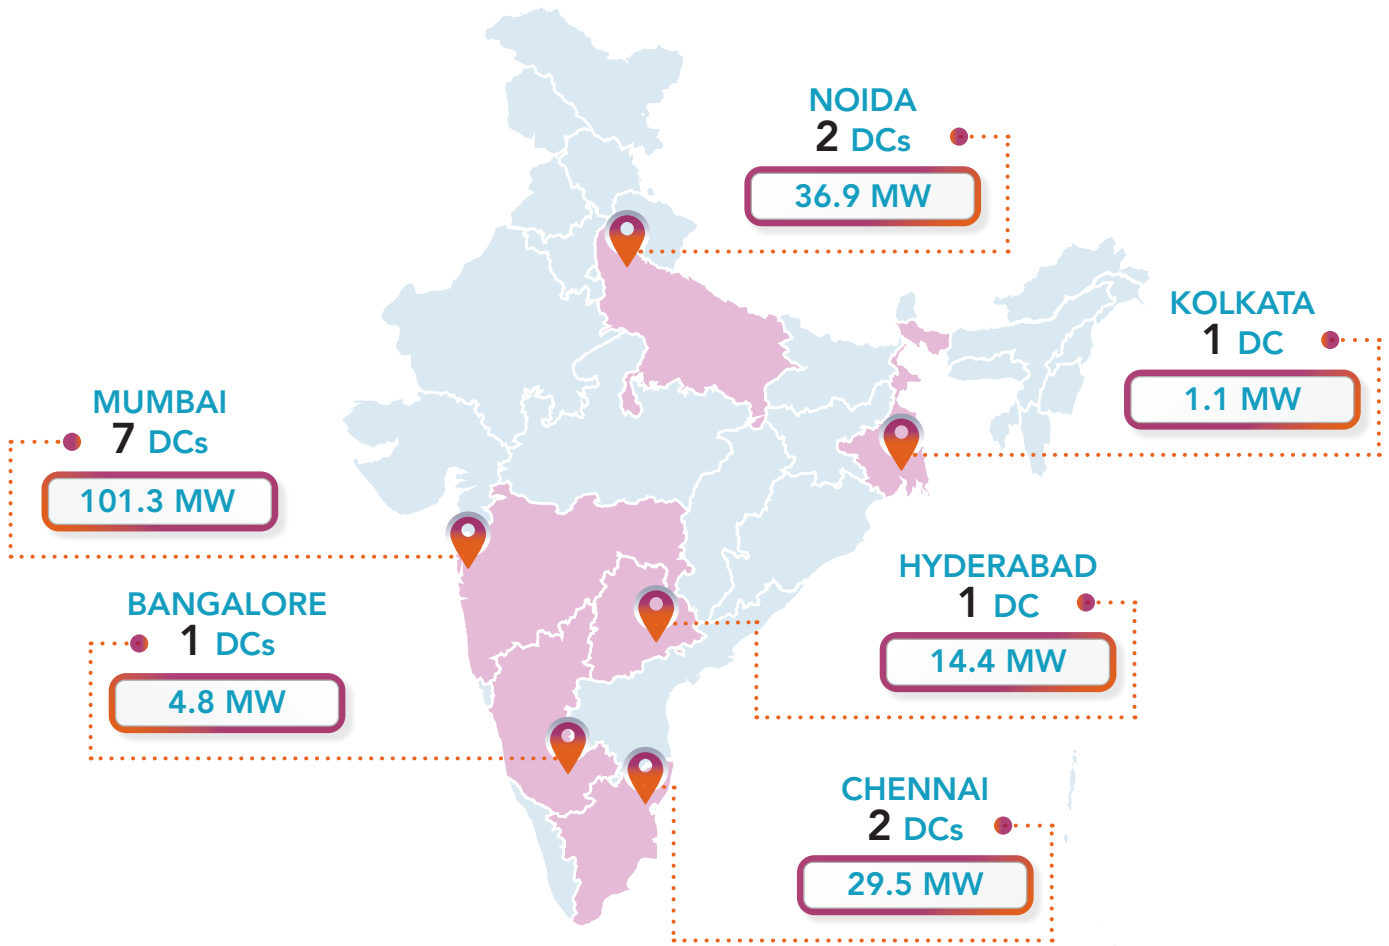 NOIDA
2 DCs
36.9 MW
KOLKATA
1 DC
1.1 MW
MUMBAI
7 DCs
101.3 MW
HYDERABAD
1 DC
14.4 MW
BANGALORE
1 DCs
4.8 MW
CHENNAI
2 DCs
29.5 MW